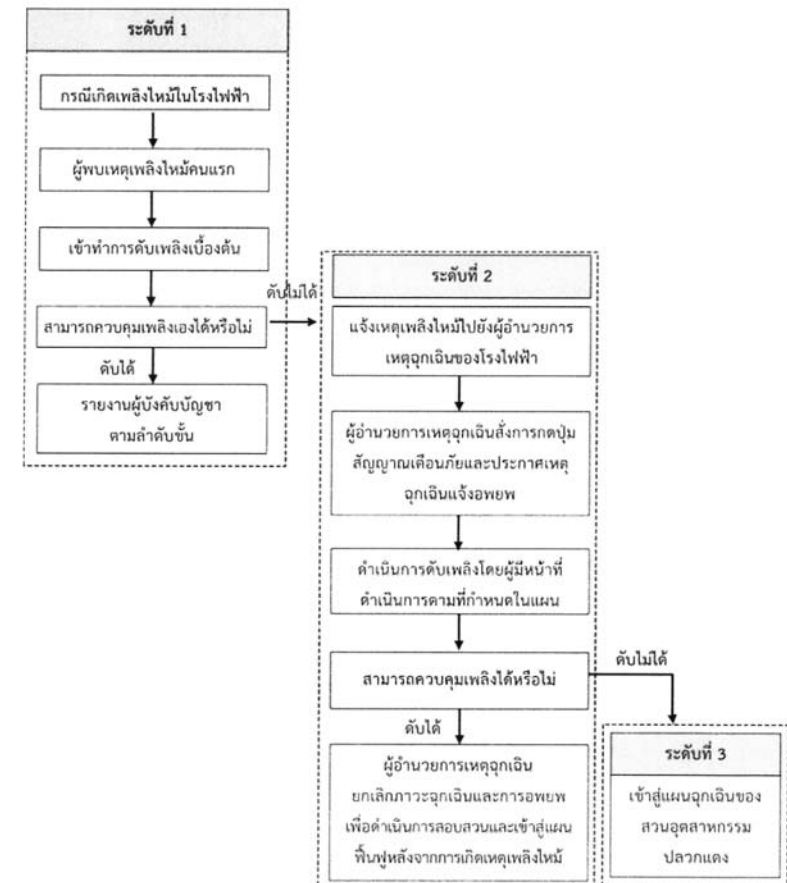 ระดับที่ 1
กรณีเกิดเพลิงไหม้ในโรงไฟฟ้า
ผู้พบเหตุเพลิงไหม้คนแรก
เข้าทำการดับเพลิงเบื้องต้น
สามารถควบคุมเพลิงเองได้หรือไม่
ดับไม่ได้
ดับได้
รายงานผู้บังคับบัญชา
ตามลำดับขั้น
ระดับที่ 2
แจ้งเหตุเพลิงไหม้ไปยังผู้อำนวยการ
เหตุฉุกเฉินของโรงไฟฟ้า
ผู้อำนวยการเหตุฉุกเฉินสั่งการกดปุ่ม
สัญญาณเตือนภัยและประกาศเหตุ
ฉุกเฉินแจ้งอพยพ
ดำเนินการดับเพลิงโดยผู้มีหน้าที่
ดำเนินการตามที่กำหนดในแผน
สามารถควบคุมเพลิงได้หรือไม่
ดับไม่ได้
ดับได้
ผู้อำนวยการเหตุฉุกเฉิน
ยกเลิกภาวะฉุกเฉินและการอพยพ
เพื่อดำเนินการสอบสวนและเข้าสู่แผน
ฟื้นฟูหลังจากการเกิดเหตุเพลิงไหม้
ระดับที่ 3
เข้าสู่แผนฉุกเฉินของ
สวนอุตสาหกรรม
ปลวกแดง